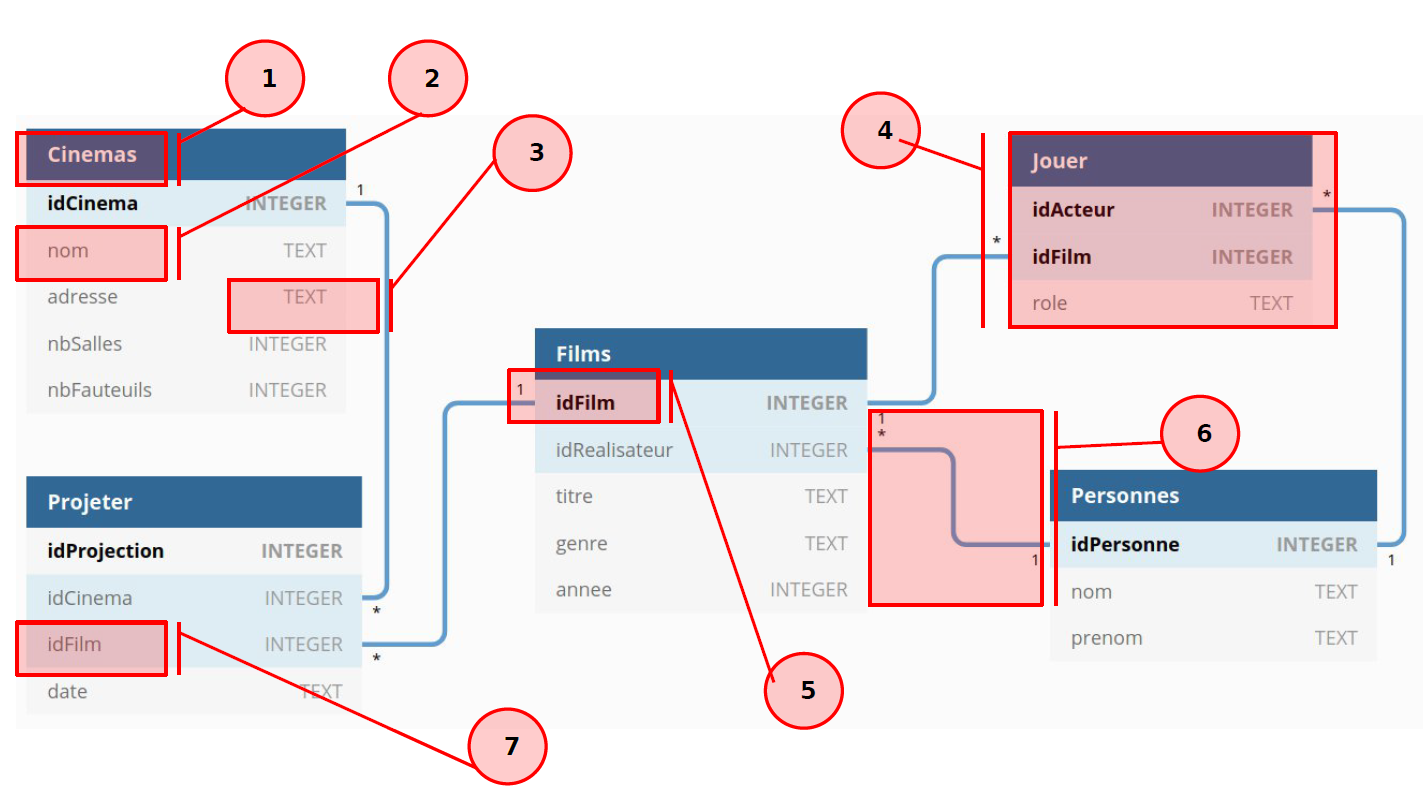 1
2
3
4
Cinemas
idCinema INTEGER
nom TEXT
adresse TEXT
nbSalles INTEGER
nbFauteuils INTEGER
1
Jouer
idActeur INTEGER
idFilm INTEGER
role TEXT
*
*
Films
1
idFilm INTEGER
idRealisateur INTEGER
titre TEXT
genre TEXT
annee INTEGER
1
*
6
Projeter
idProjection INTEGER
idCinema INTEGER
idFilm INTEGER
date TEXT
*
*
Personnes
idPersonne INTEGER
nom TEXT
prenom TEXT
1
1
5
7